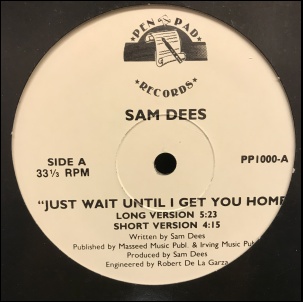 PEN PAD
RECORDS
SAM DEES
SIDE A
33⅓ RPM
PP1000-A
"JUST WAIT UNTIL I GET YOU HOME
LONG VERSION 5:23
SHORT VERSION 4:15
Written by Sam Dees
Published by Masseed Music Publ. & Irving Music Publ
Produced by Sam Dees
Engineered by Robert De La Garza